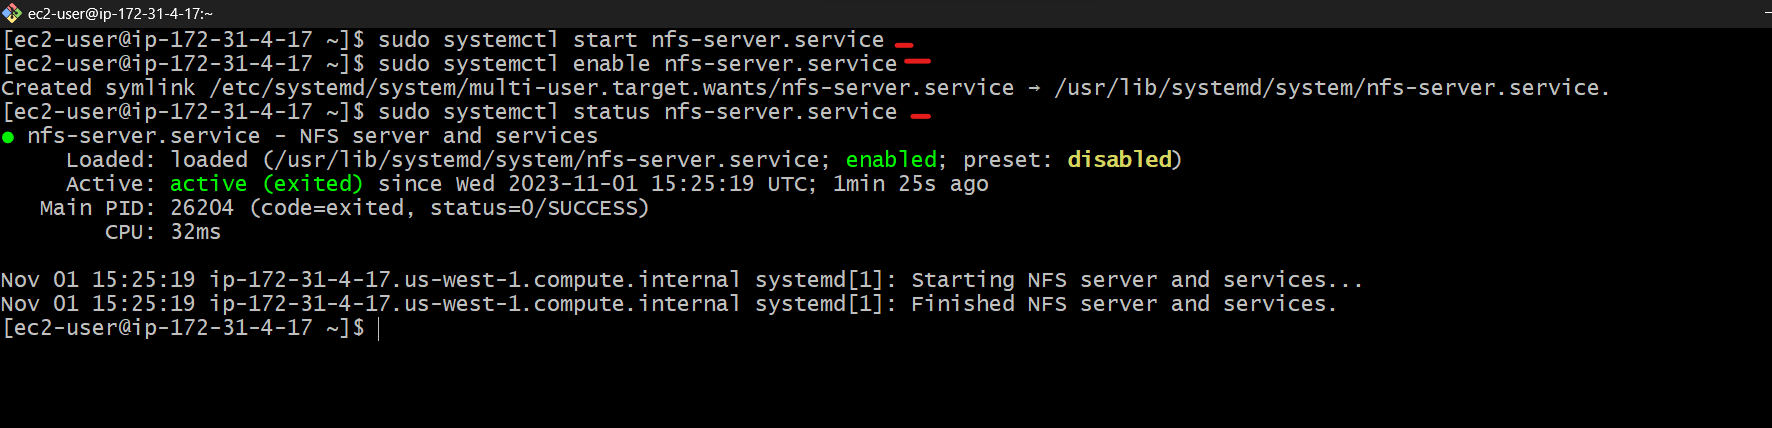 ec2-user@ip-172-31-4-17:~
[ec2-user@ip-172-31-4-17 ~]$ sudo systemctl start nfs-server.service
[ec2-user@ip-172-31-4-17 ~]$ sudo systemctl enable nfs-server.service
Created symlink /etc/systemd/system/multi-user.target.wants/nfs-server.service → /usr/lib/systemd/system/nfs-server.service.
[ec2-user@ip-172-31-4-17 ~]$ sudo systemctl status nfs-server.service
● nfs-server.service - NFS server and services
Loaded: loaded (/usr/lib/systemd/system/nfs-server.service; enabled; preset: disabled)
Active: active (exited) since Wed 2023-11-01 15:25:19 UTC; 1min 25s ago
Main PID: 26204 (code=exited, status=0/SUCCESS)
CPU: 32ms
Nov 01 15:25:19 ip-172-31-4-17.us-west-1.compute.internal systemd[1]: Starting NFS server and services...
Nov 01 15:25:19 ip-172-31-4-17.us-west-1.compute.internal systemd[1]: Finished NFS server and services.
[ec2-user@ip-172-31-4-17 ~]$